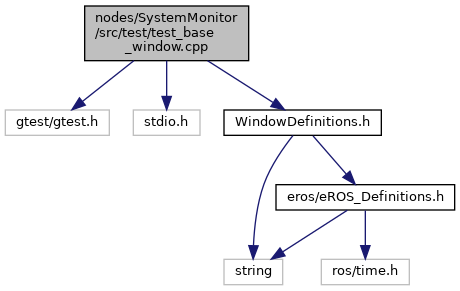 nodes/SystemMonitor
/src/test/test_base
_window.cpp
gtest/gtest.h
stdio.h
WindowDefinitions.h
eros/eROS_Definitions.h
string
ros/time.h